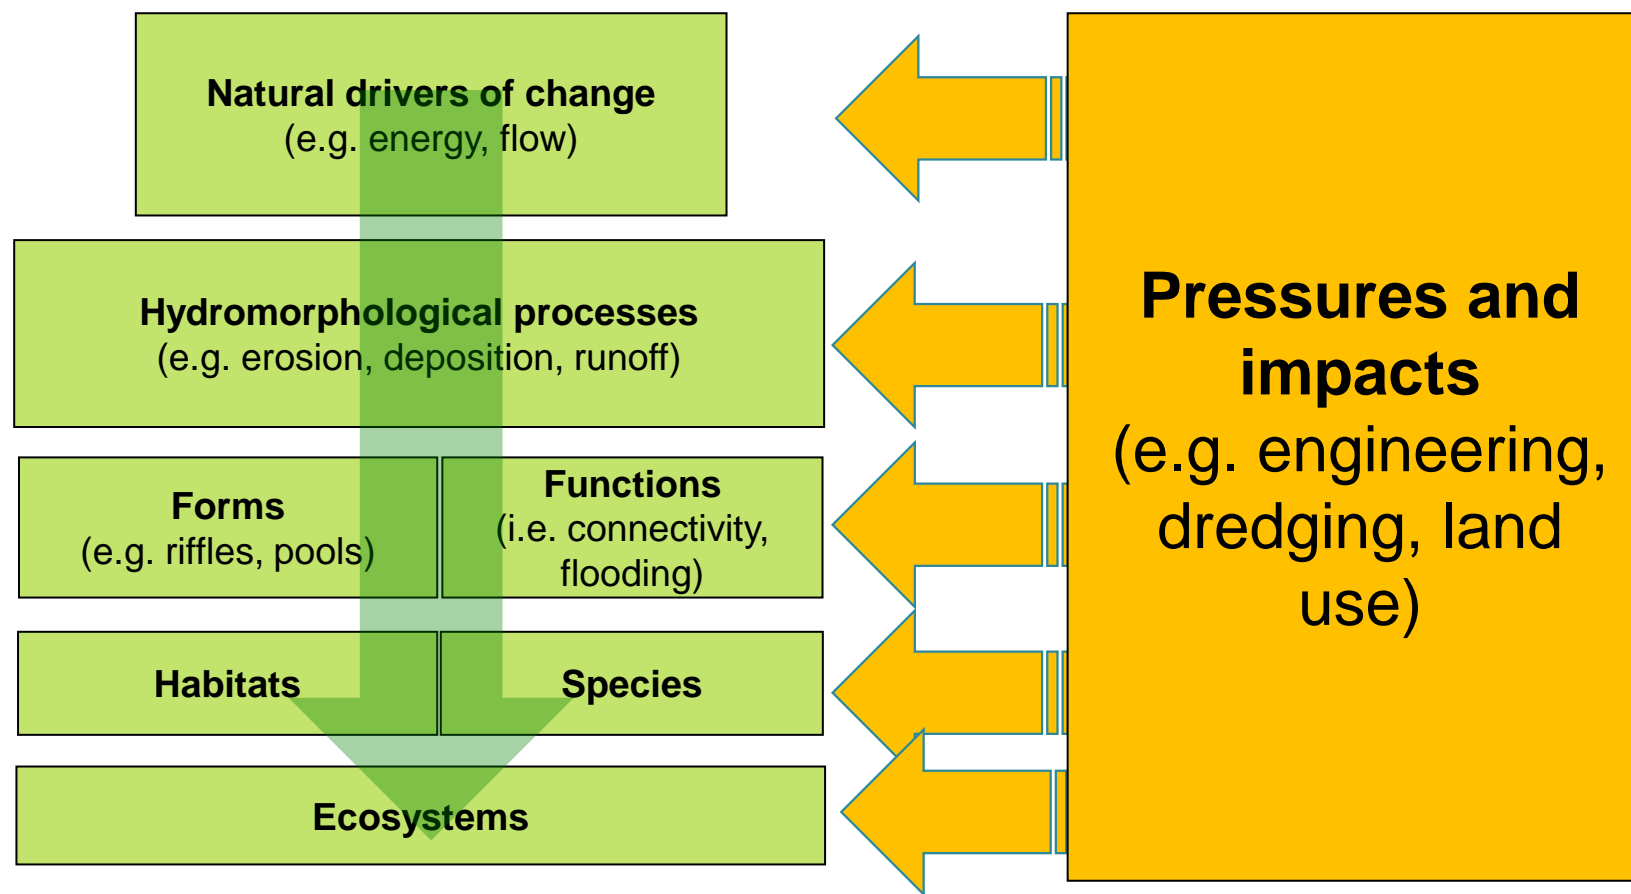 Natural drivers of change
(e.g. energy, flow)
Hydromorphological processes
(e.g. erosion, deposition, runoff)
Forms
(e.g. riffles, pools)
Functions
(i.e. connectivity,
flooding)
Habitats
Species
Ecosystems
Pressures and
impacts
(e.g. engineering,
dredging, land
use)